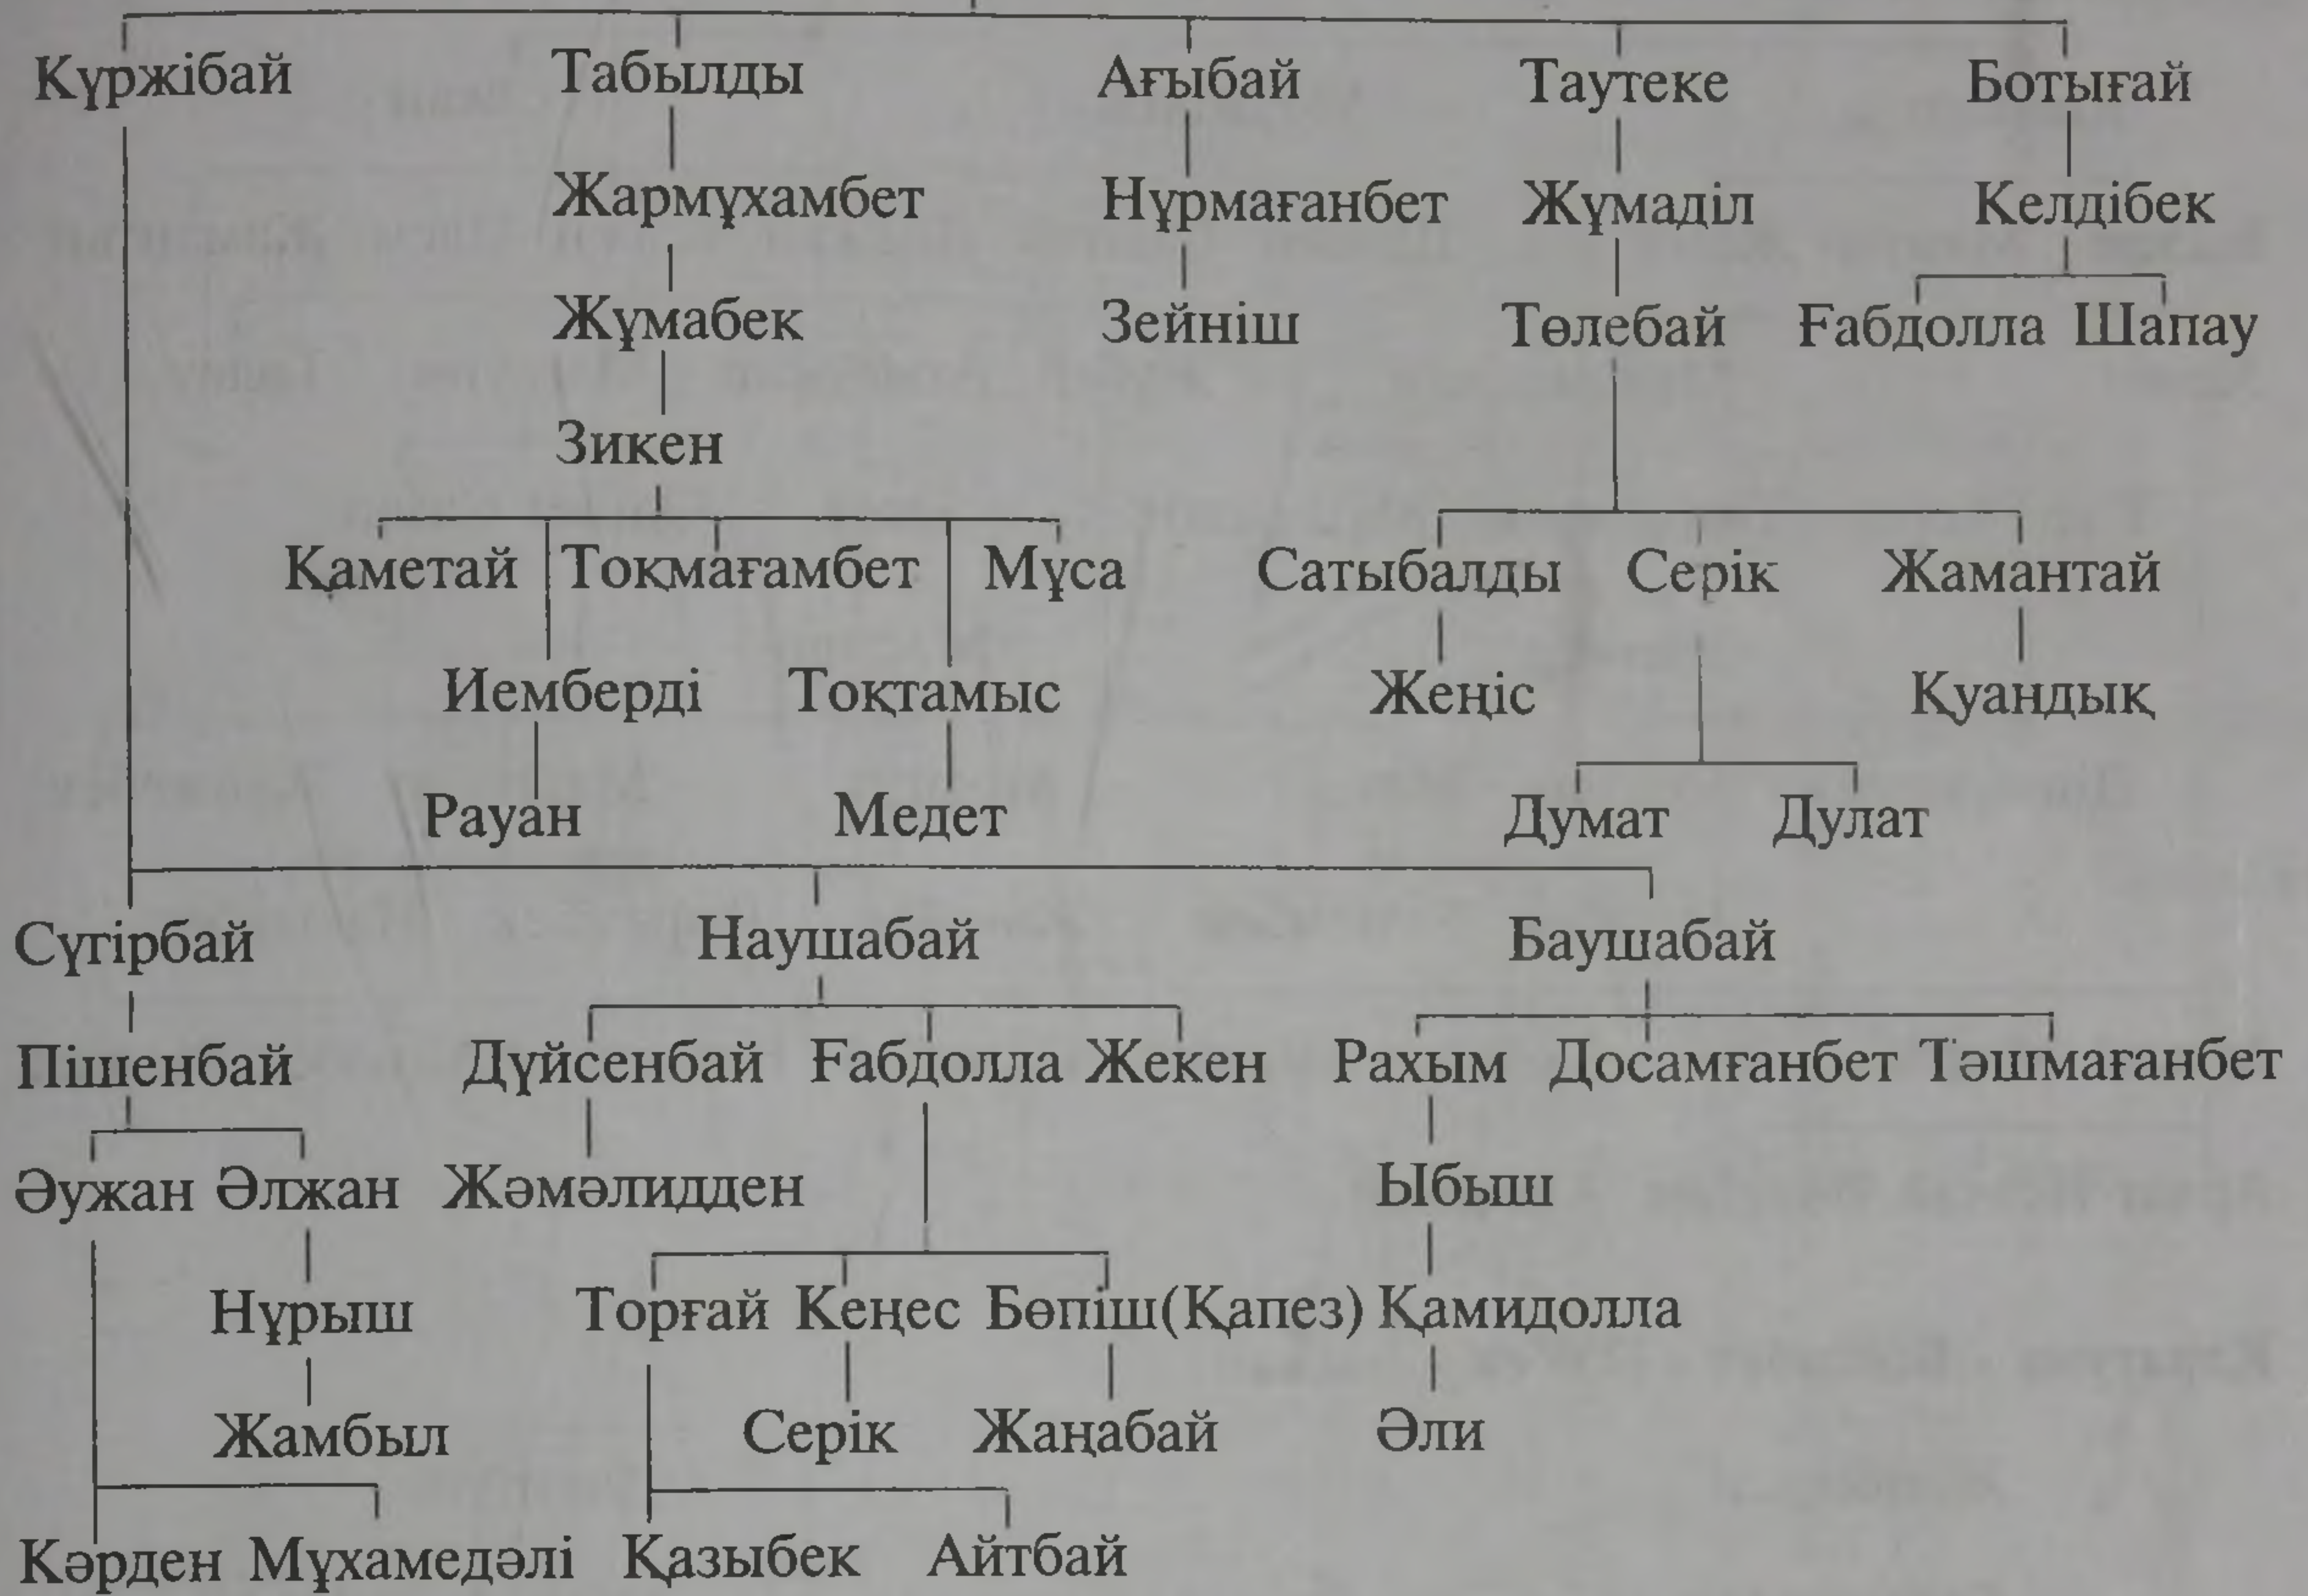 Күржібай Табылды Ағыбай Таутеке Ботығай
Жармұхамбет Нұрмағанбет Жұмаділ Келдібек
Жұмабек Зейніш Төлебай Ғабдолла Шапау
Зикен
Қаметай Тоқмағамбет Мұса Сатыбалды Серік Жамантай
Иемберді Тоқтамыс Жеңіс Қуандық
Рауан Медет Думат Дулат
Сүгірбай Наушабай Баушабай
Пішенбай Дүйсенбай Ғабдолла Жекен Рахым Досамғанбет Тәшмағанбет
Әужан Әлжан Жәмәлидден Ыбыш
Нұрыш Торғай Кеңес Бөпіш(Қапез) Қамидолла
Жамбыл Серік Жаңабай Әли
Кәрден Мұхамедәлі Қазыбек Айтбай